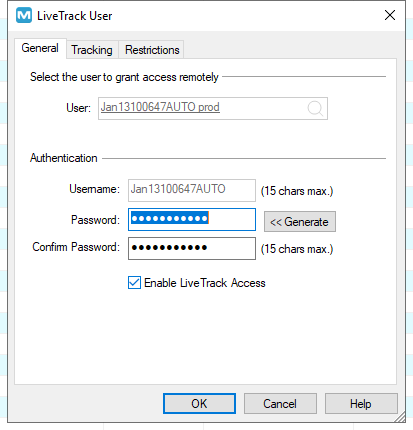 LiveTrack User
General Tracking Restrictions
Select the user to grant access remotely
User: Jan13100647AUTO prod
Authentication
Username: Jan13100647AUTO (15 chars max.)
Password: ●●●●●●●●●●● << Generate
Confirm Password: ●●●●●●●●●●● (15 chars max.)
Enable LiveTrack Access
OK Cancel Help